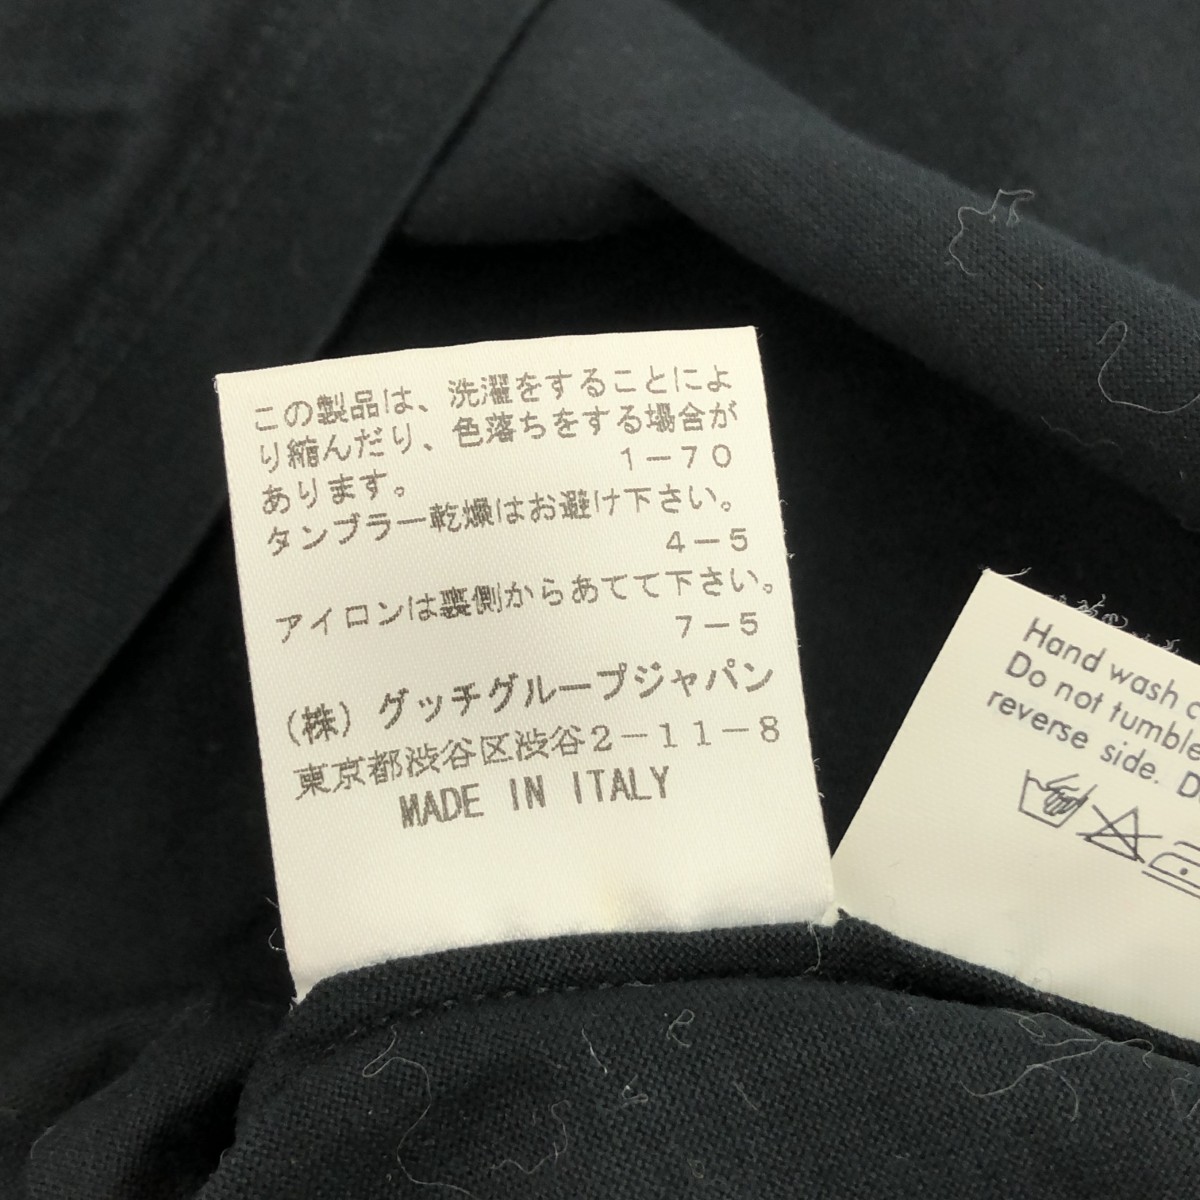 この製品は、洗濯をすることによ
り縮んだり、色落ちをする場合が
あります。 1-70
タンブラー乾燥はお避け下さい。
4-5
アイロンは裏側からあてて下さい。
7-5
(株)グッチグループジャパン
東京都渋谷区渋谷2-11-8
MADE IN ITALY
Hand wash
Do not tumble
reverse side.